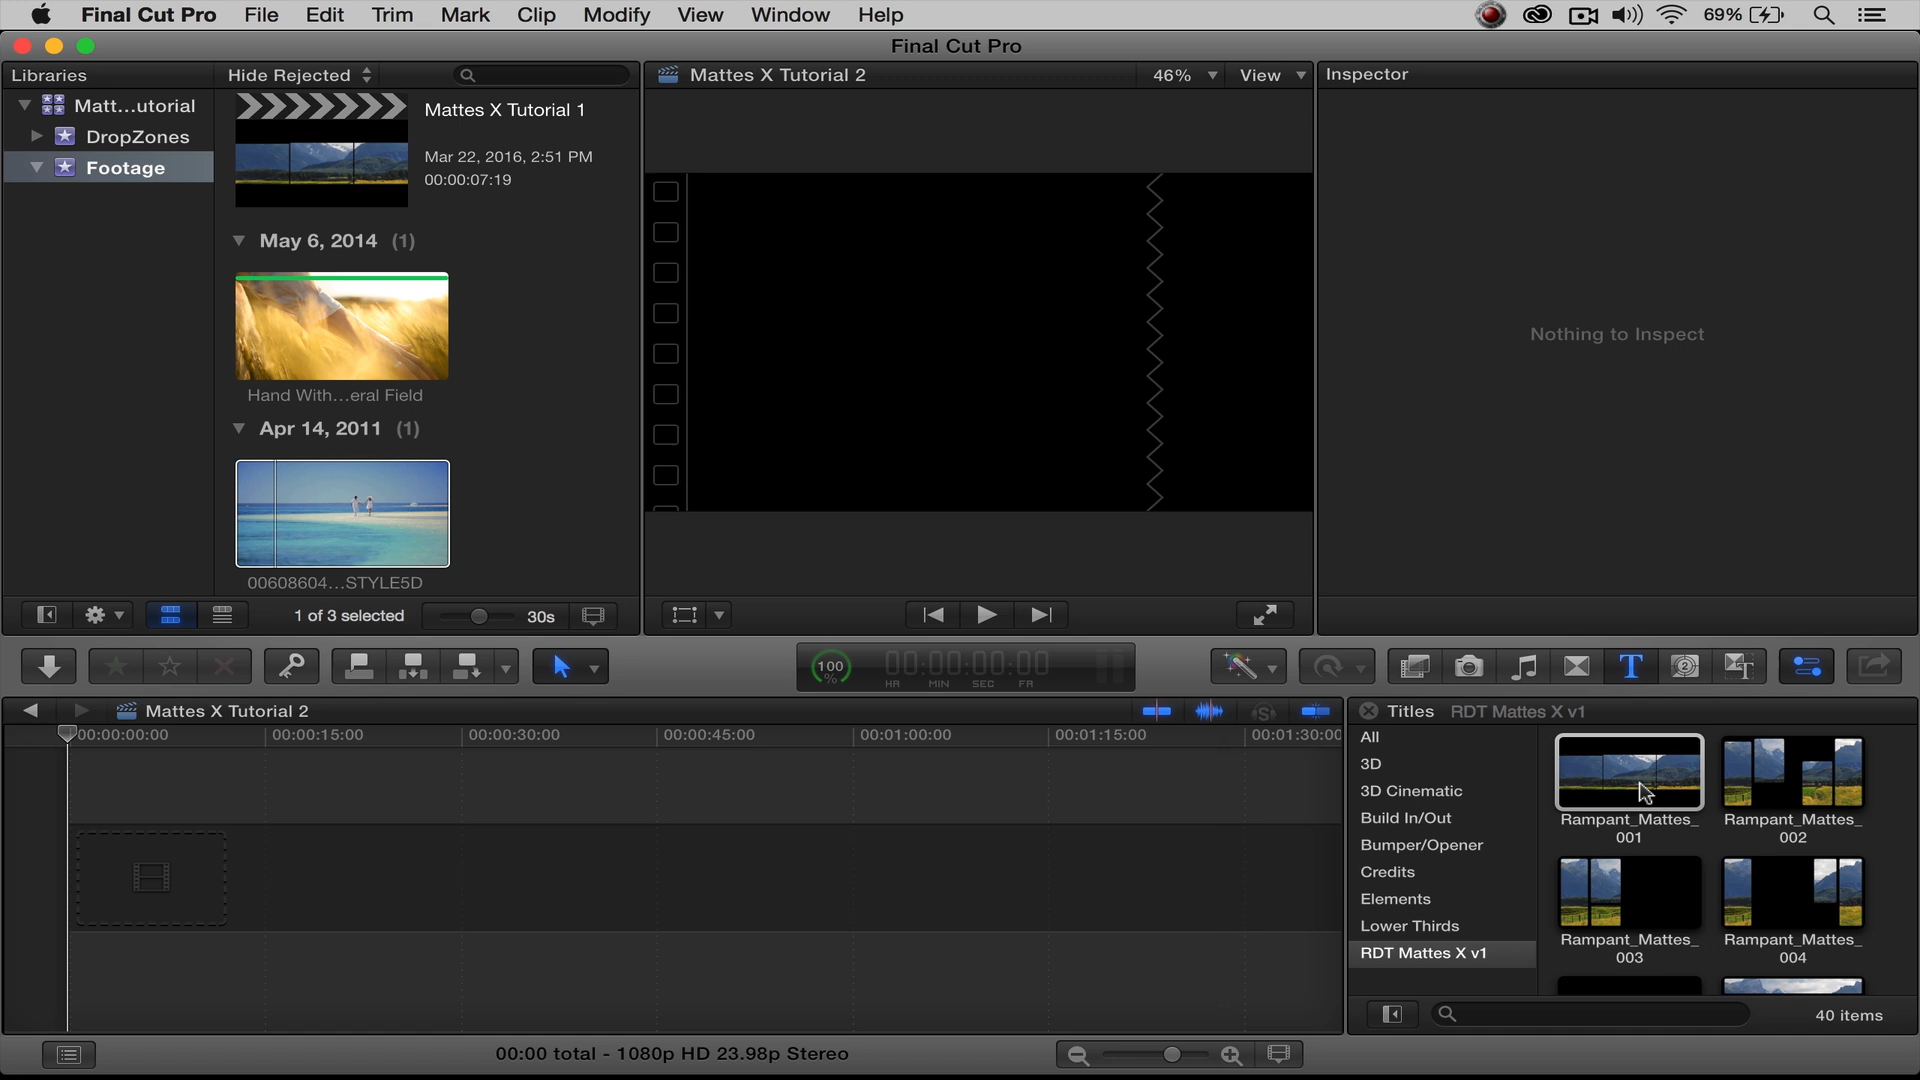 Final Cut Pro File Edit Trim Mark Clip Modify View Window Help 69%
Final Cut Pro
Libraries
Hide Rejected
Matt...utorial
DropZones
Footage
Mattes X Tutorial 1
Mar 22, 2016, 2:51 PM
00:00:07:19
May 6, 2014 (1)
Hand With...eral Field
Apr 14, 2011 (1)
00608604...STYLE5D
1 of 3 selected
30s
Mattes X Tutorial 2
46%
View
Inspector
Nothing to Inspect
100
%
00:00:00:00
HR MIN SEC FR
T
Mattes X Tutorial 2
00:00:00:00 00:00:15:00 00:00:30:00 00:00:45:00 00:01:00:00 00:01:15:00 00:01:30:00
Titles RDT Mattes X v1
All
3D
3D Cinematic
Build In/Out
Bumper/Opener
Credits
Elements
Lower Thirds
RDT Mattes X v1
Rampant_Mattes_
001
Rampant_Mattes_
002
Rampant_Mattes_
003
Rampant_Mattes_
004
40 items
00:00 total - 1080p HD 23.98p Stereo